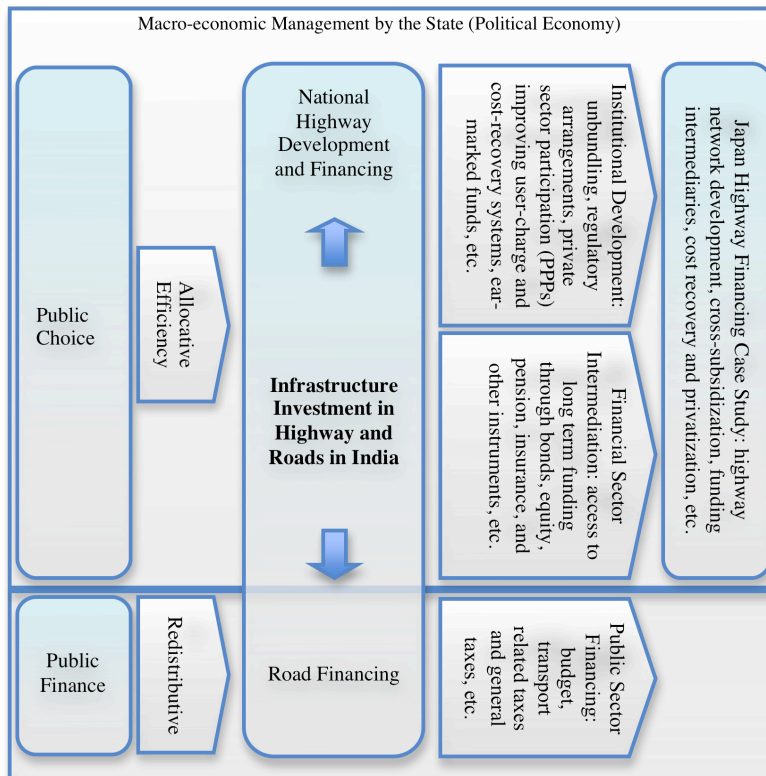 Macro-economic Management by the State (Political Economy)
Public
Choice
Allocative
Efficiency
National
Highway
Development
and Financing
Infrastructure
Investment in
Highway and
Roads in India
Institutional Development:
unbundling, regulatory
arrangements, private
sector participation (PPPs)
improving user-charge and
cost-recovery systems, ear-
marked funds, etc.
Financial Sector
Intermediation: access to
long term funding
through bonds, equity,
pension, insurance, and
other instruments, etc.
Japan Highway Financing Case Study: highway
network development, cross-subsidization, funding
intermediaries, cost recovery and privatization, etc.
Public
Finance
Redistributive
Road Financing
Public Sector
Financing:
budget,
transport
related taxes
and general
taxes, etc.